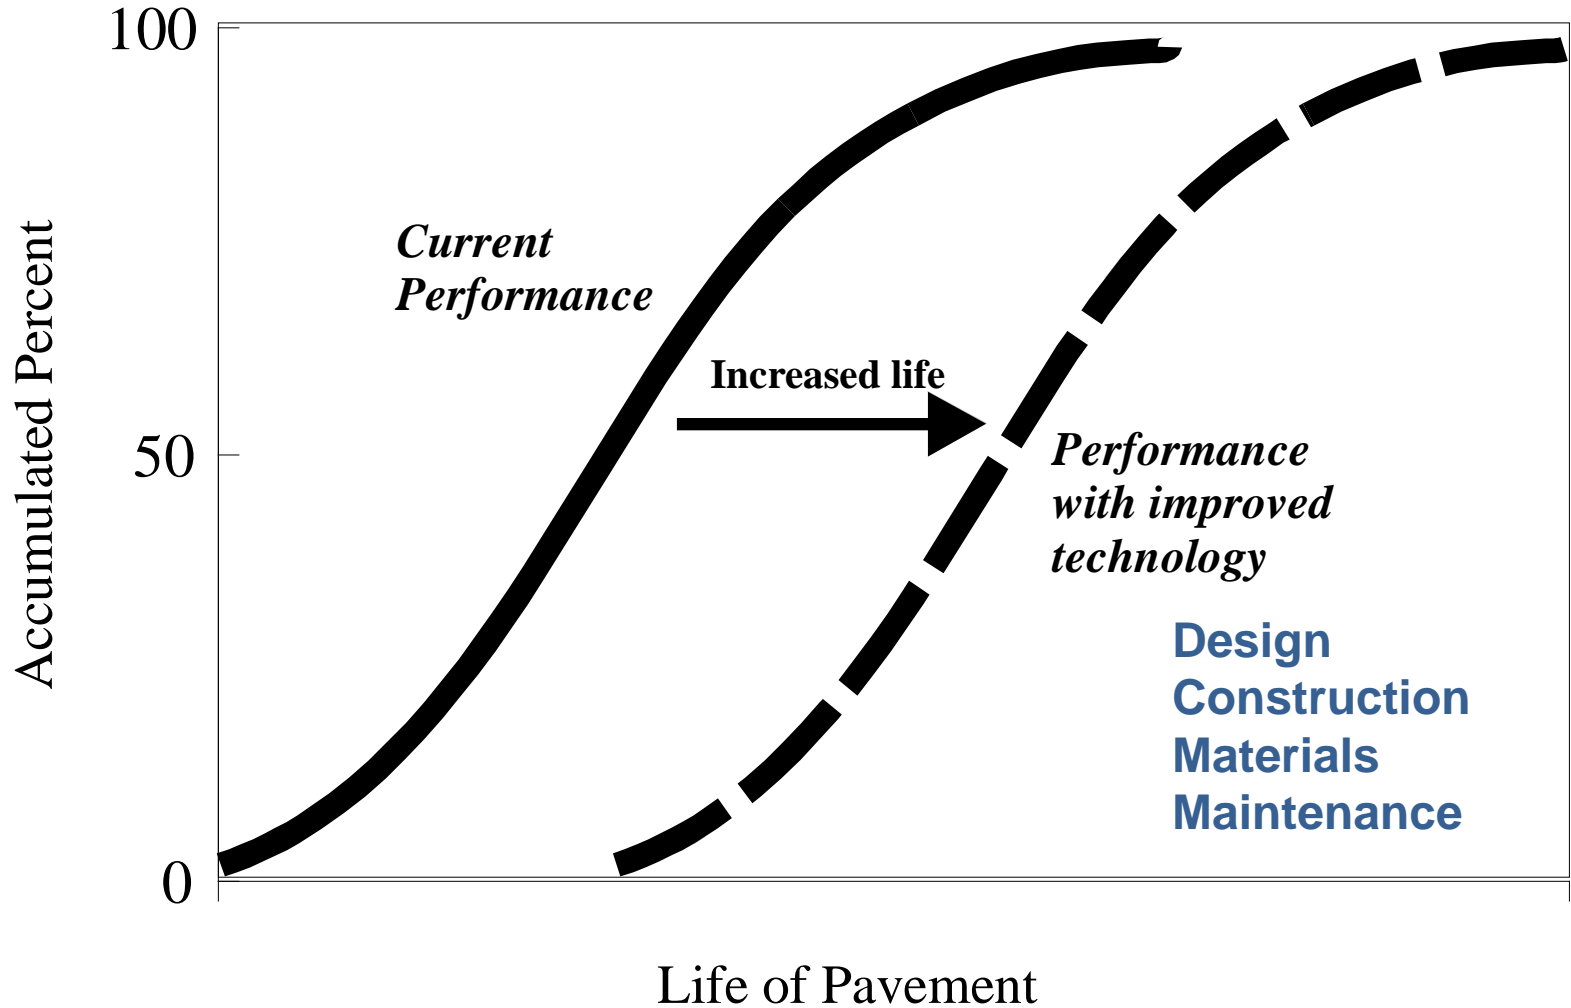 100
Current
Performance
Increased life
Accumulated Percent
50
Performance
with improved
technology
Design
Construction
Materials
Maintenance
0
Life of Pavement